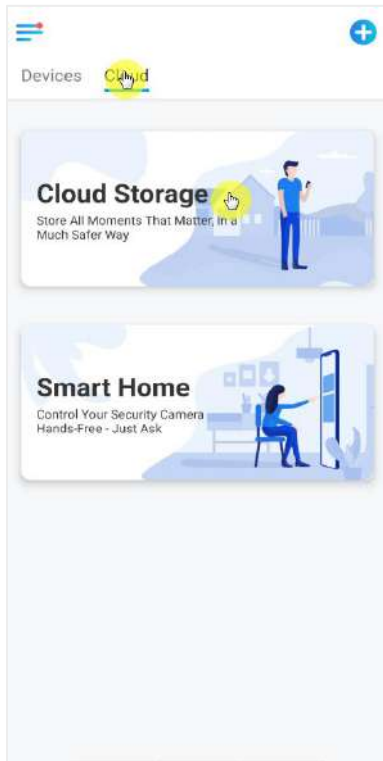 Devices Cloud
Cloud Storage
Store All Moments That Matter, in a
Much Safer Way
Smart Home
Control Your Security Camera
Hands-Free - Just Ask